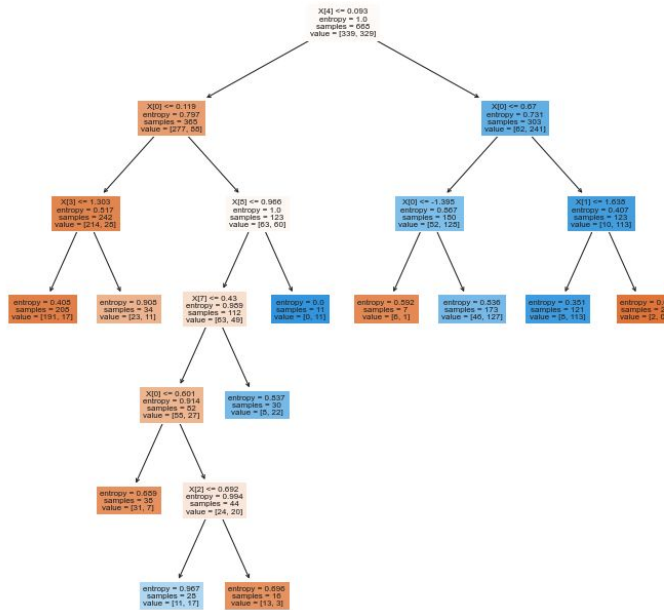 X[4] <= 0.093
entropy = 1.0
samples = 668
value = [339, 329]
X[0] <= 0.119
entropy = 0.797
samples = 365
value = [277, 88]
X[0] <= 0.67
entropy = 0.731
samples = 303
value = [62, 241]
X[3] <= 1.303
entropy = 0.517
samples = 242
value = [214, 28]
X[5] <= 0.966
entropy = 1.0
samples = 123
value = [63, 60]
X[0] <= -1.395
entropy = 0.867
samples = 180
value = [52, 128]
X[1] <= 1.635
entropy = 0.407
samples = 123
value = [10, 113]
entropy = 0.408
samples = 208
value = [191, 17]
entropy = 0.908
samples = 34
value = [23, 11]
X[7] <= 0.43
entropy = 0.989
samples = 112
value = [63, 49]
entropy = 0.0
samples = 11
value = [0, 11]
entropy = 0.592
samples = 7
value = [6, 1]
entropy = 0.836
samples = 173
value = [46, 127]
entropy = 0.351
samples = 121
value = [8, 113]
entropy = 0.
samples = 2
value = [2, 0
X[0] <= 0.601
entropy = 0.914
samples = 82
value = [55, 27]
entropy = 0.837
samples = 30
value = [8, 22]
entropy = 0.689
samples = 38
value = [31, 7]
X[2] <= 0.692
entropy = 0.994
samples = 44
value = [24, 20]
entropy = 0.967
samples = 28
value = [11, 17]
entropy = 0.696
samples = 16
value = [13, 3]